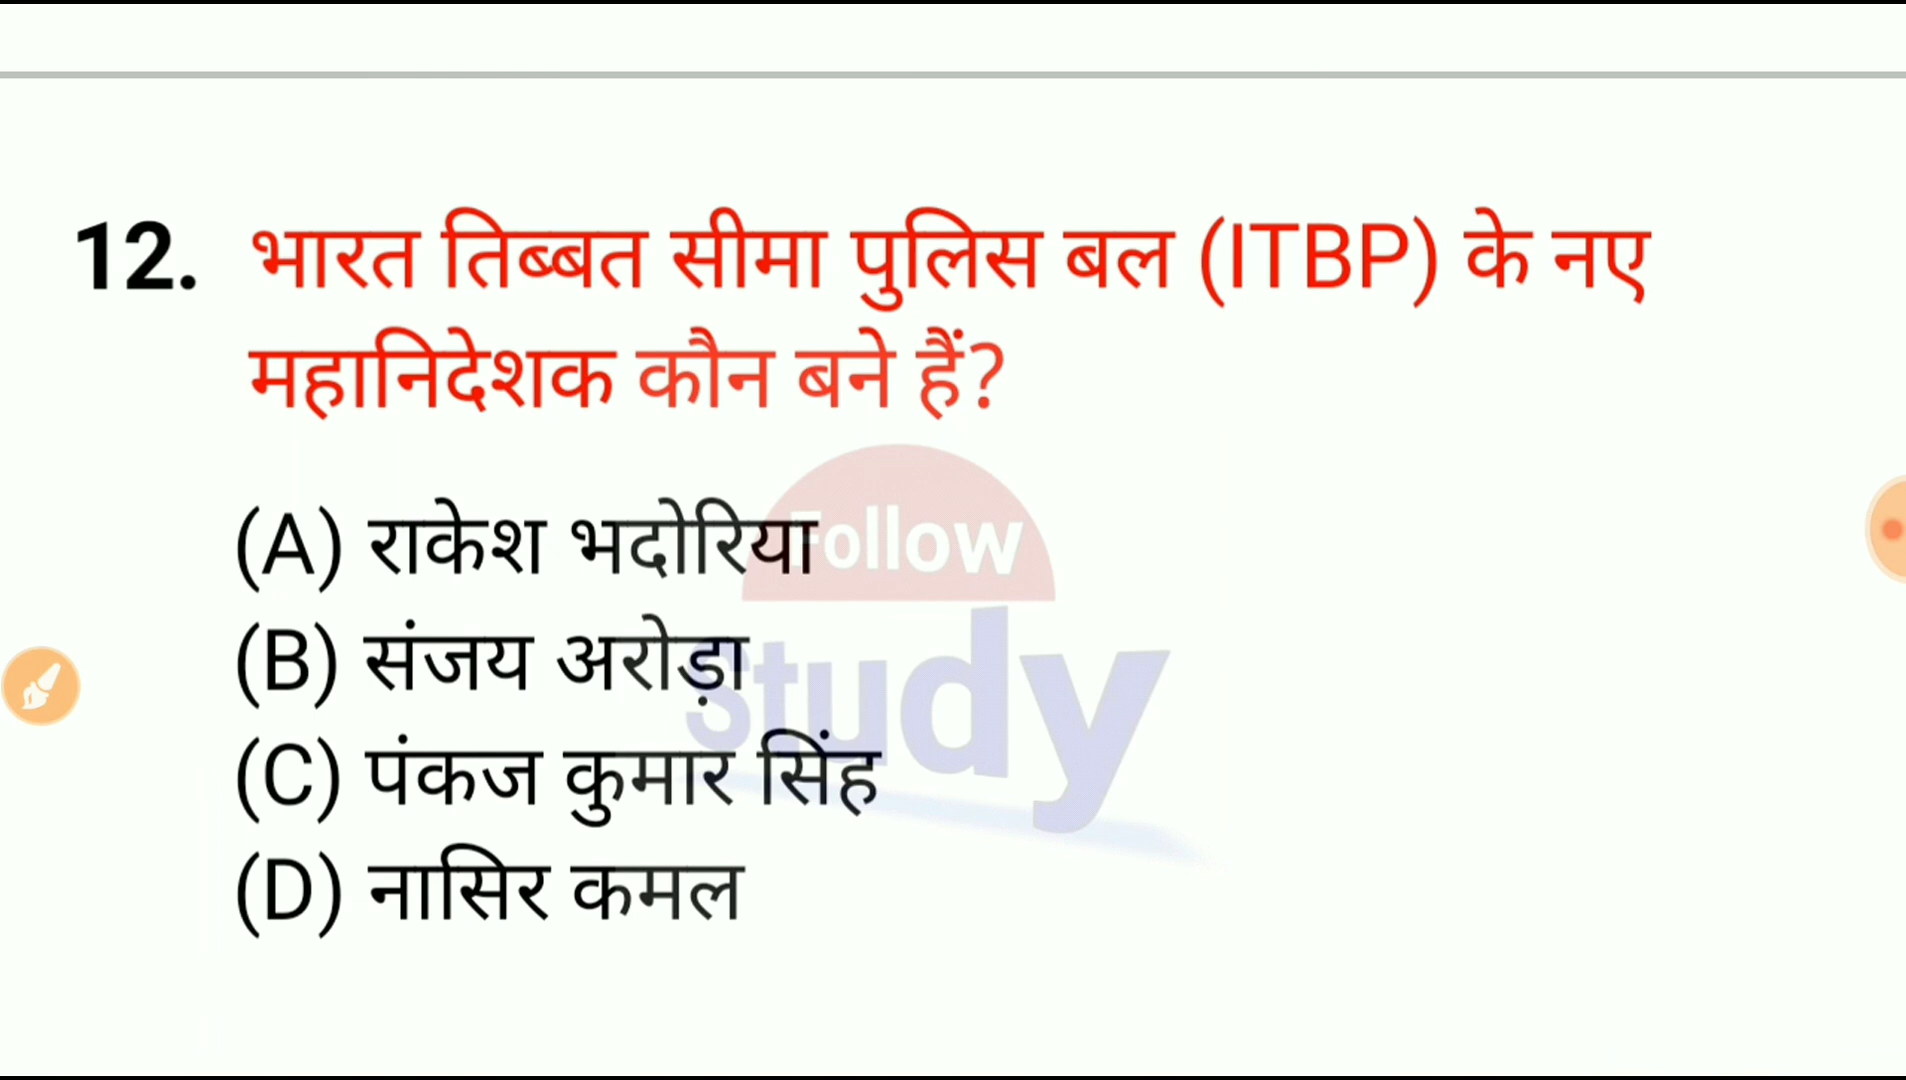 12. भारत तिब्बत सीमा पुलिस बल (ITBP) के नए
महानिदेशक कौन बने हैं?
(A) राकेश भदोरिया
(B) संजय अरोड़ा
(C) पंकज कुमार सिंह
(D) नासिर कमल
Follow
Study